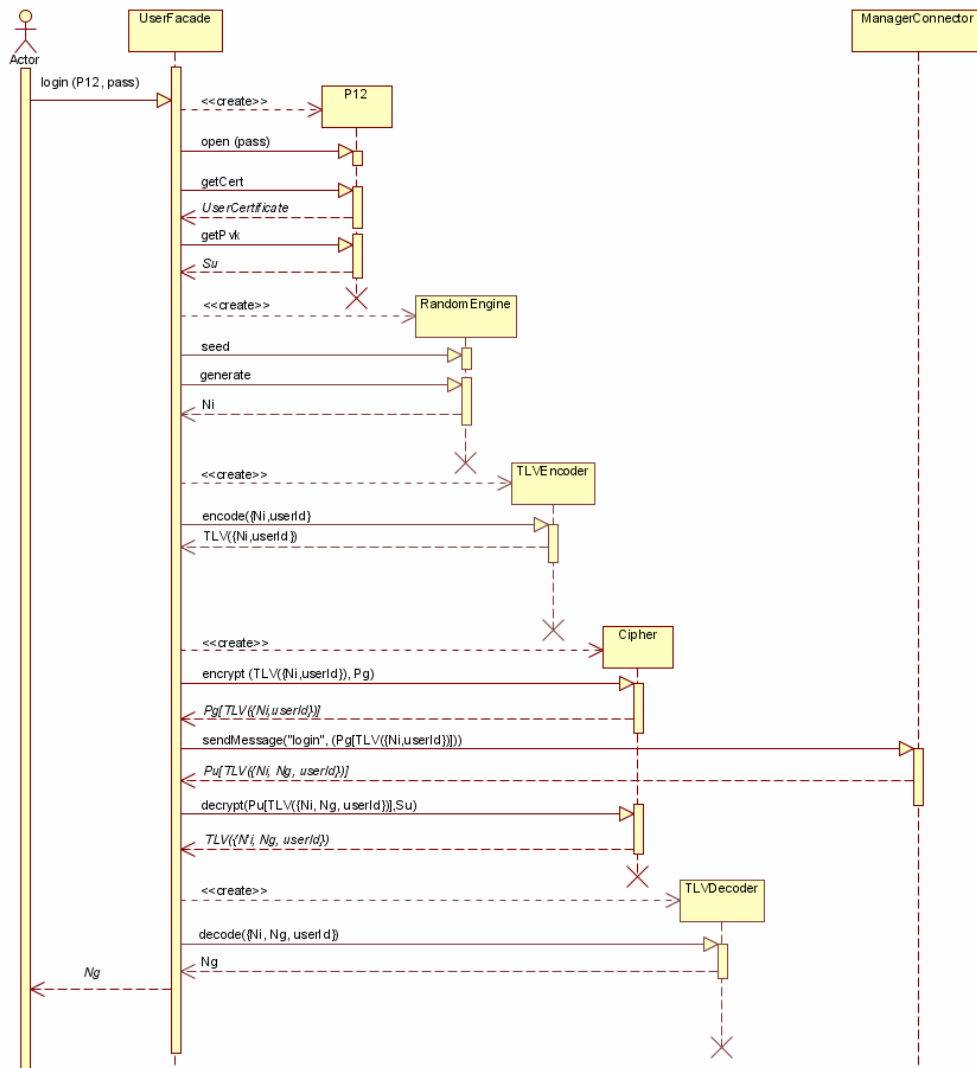 UserFacade
ManagerConnector
Actor
login (P12, pass)
<<create>>
P12
open (pass)
getCert
UserCertificate
getPvk
Su
<<create>>
RandomEngine
seed
generate
Ni
<<create>>
TLVEncoder
encode({Ni,userId}
TLV({Ni,userId})
<<create>>
Cipher
encrypt (TLV({Ni,userId}), Pg)
Pg[TLV({Ni,userId})]
sendMessage("login", (Pg[TLV({Ni,userId})]))
Pu[TLV({Ni, Ng, userId})]
decrypt(Pu[TLV({Ni, Ng, userId})],Su)
TLV({N'i, Ng, userId})
<<create>>
TLVDecoder
decode({Ni, Ng, userId})
Ng
Ng